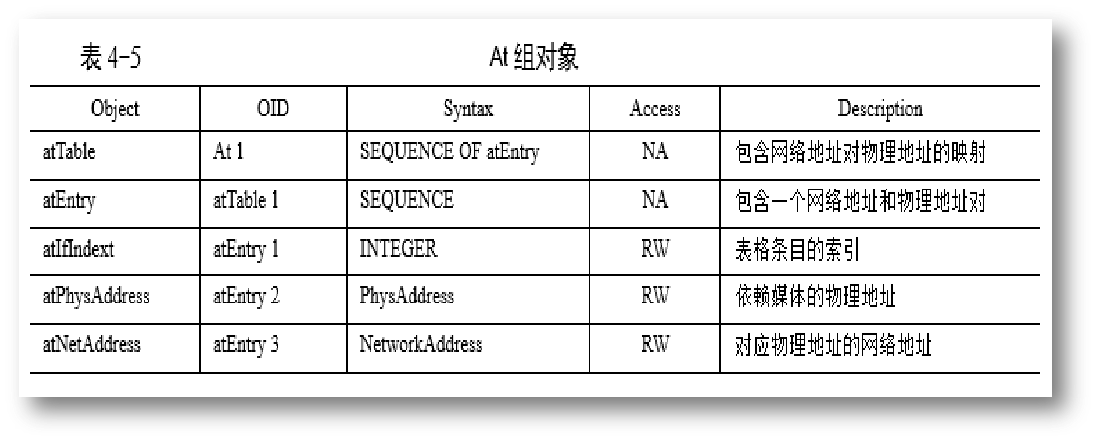 表 4-5 At 组对象
Object OID Syntax Access Description
atTable At 1 SEQUENCE OF atEntry NA 包含网络地址对物理地址的映射
atEntry atTable 1 SEQUENCE NA 包含一个网络地址和物理地址对
atIfIndext atEntry 1 INTEGER RW 表格条目的索引
atPhysAddress atEntry 2 PhysAddress RW 依赖媒体的物理地址
atNetAddress atEntry 3 NetworkAddress RW 对应物理地址的网络地址